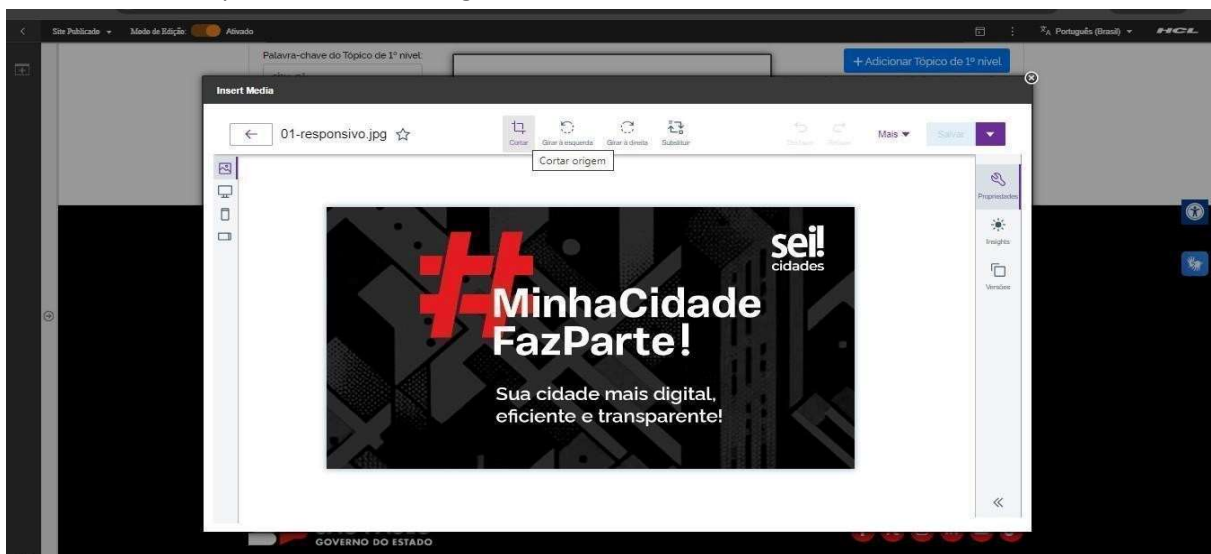 Site Publicado
Modo de Edição:
Ativado
Português (Brasil)
HCL
Palavra-chave do Tópico de 1º nível:
+ Adicionar Tópico de 1º nível
Insert Media
01-responsivo.jpg
Cortar
Girar à esquerda
Girar à direita
Substituir
Mais
Salvar
Cortar origem
Propriedades
Insights
Versões
sei!
cidades
#MinhaCidade
FazParte!
Sua cidade mais digital,
eficiente e transparente!
GOVERNO DO ESTADO